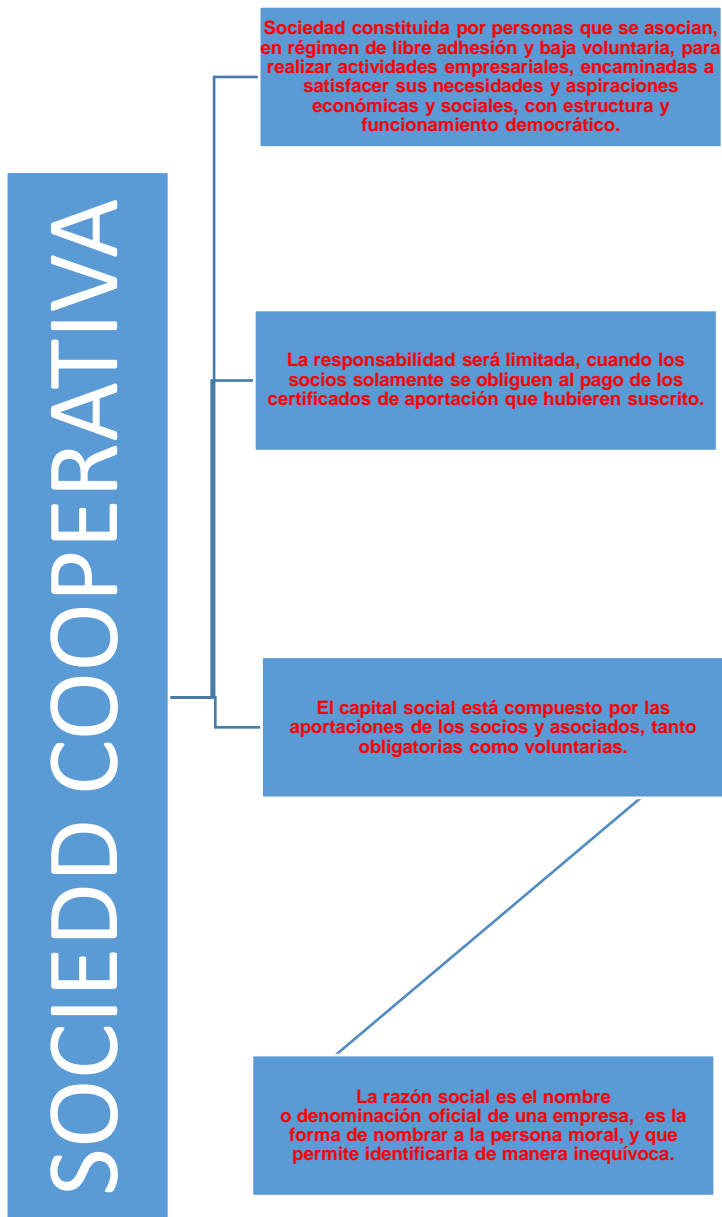 SOCIEDD COOPERATIVA
Sociedad constituida por personas que se asocian,
en régimen de libre adhesión y baja voluntaria, para
realizar actividades empresariales, encaminadas a
satisfacer sus necesidades y aspiraciones
económicas y sociales, con estructura y
funcionamiento democrático.
La responsabilidad será limitada, cuando los
socios solamente se obliguen al pago de los
certificados de aportación que hubieren suscrito.
El capital social está compuesto por las
aportaciones de los socios y asociados, tanto
obligatorias como voluntarias.
La razón social es el nombre
o denominación oficial de una empresa, es la
forma de nombrar a la persona moral, y que
permite identificarla de manera inequívoca.